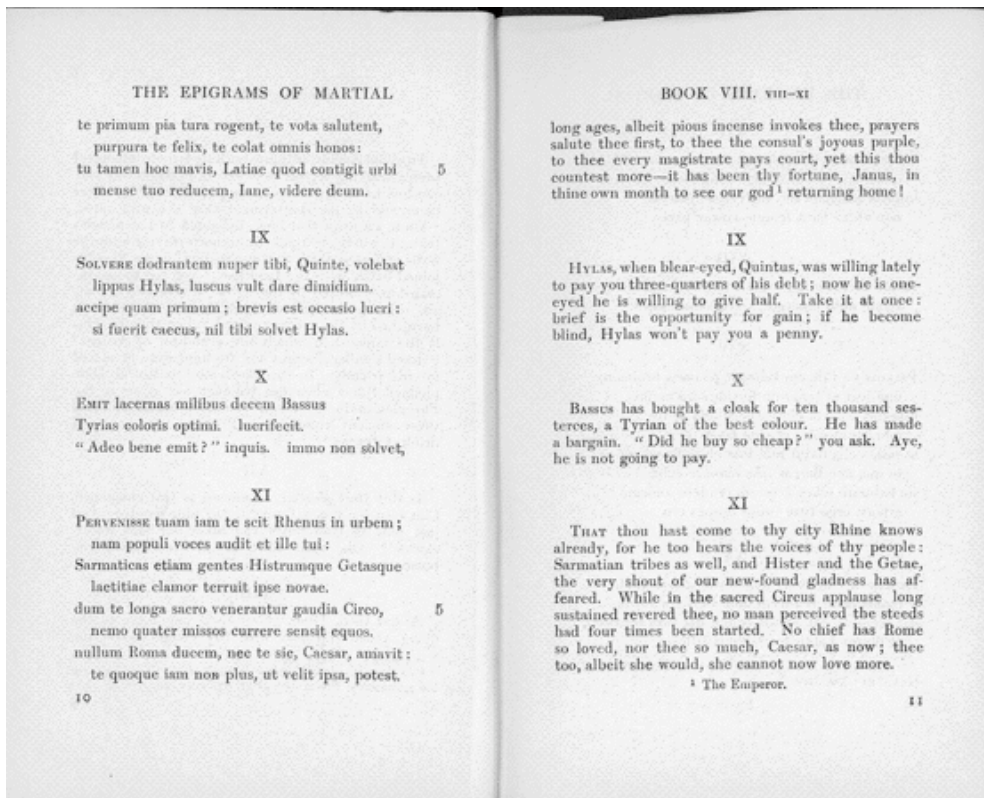 THE EPIGRAMS OF MARTIAL
te primum pia tura rogent, te vota salutent,
purpura te felix, te colat omnis honos:
tu tamen hoc mavis, Latiae quod contigit urbi 5
mense tuo reducem, Iane, videre deum.
IX
SOLVERE dodrantem nuper tibi, Quinte, volebat
lippus Hylas, luscus vult dare dimidium.
accipe quam primum; brevis est occasio lucri:
si fuerit caecus, nil tibi solvet Hylas.
X
EMIT lacernas milibus decem Bassus
Tyrias coloris optimi. lucrifecit.
“Adeo bene emit?” inquis. immo non solvet,
XI
PERVENISSE tuam iam te scit Rhenus in urbem;
nam populi voces audit et ille tui:
Sarmaticas etiam gentes Histrumque Getasque
laetitiae clamor terruit ipse novae.
dum te longa sacro venerantur gaudia Circo, 5
nemo quater missos currere sensit equos.
nullum Roma ducem, nec te sic, Caesar, amavit:
te quoque iam non plus, ut velit ipsa, potest.
10
BOOK VIII. VIII–XI
long ages, albeit pious incense invokes thee, prayers
salute thee first, to thee the consul's joyous purple,
to thee every magistrate pays court, yet this thou
countest more—it has been thy fortune, Janus, in
thine own month to see our god¹ returning home!
IX
HYLAS, when blear-eyed, Quintus, was willing lately
to pay you three-quarters of his debt; now he is one-
eyed he is willing to give half. Take it at once:
brief is the opportunity for gain; if he become
blind, Hylas won't pay you a penny.
X
BASSUS has bought a cloak for ten thousand ses-
terces, a Tyrian of the best colour. He has made
a bargain. “Did he buy so cheap?” you ask. Aye,
he is not going to pay.
XI
THAT thou hast come to thy city Rhine knows
already, for he too hears the voices of thy people:
Sarmatian tribes as well, and Hister and the Getae,
the very shout of our new-found gladness has af-
feared. While in the sacred Circus applause long
sustained revered thee, no man perceived the steeds
had four times been started. No chief has Rome
so loved, nor thee so much, Caesar, as now; thee
too, albeit she would, she cannot now love more.
¹ The Emperor.
11